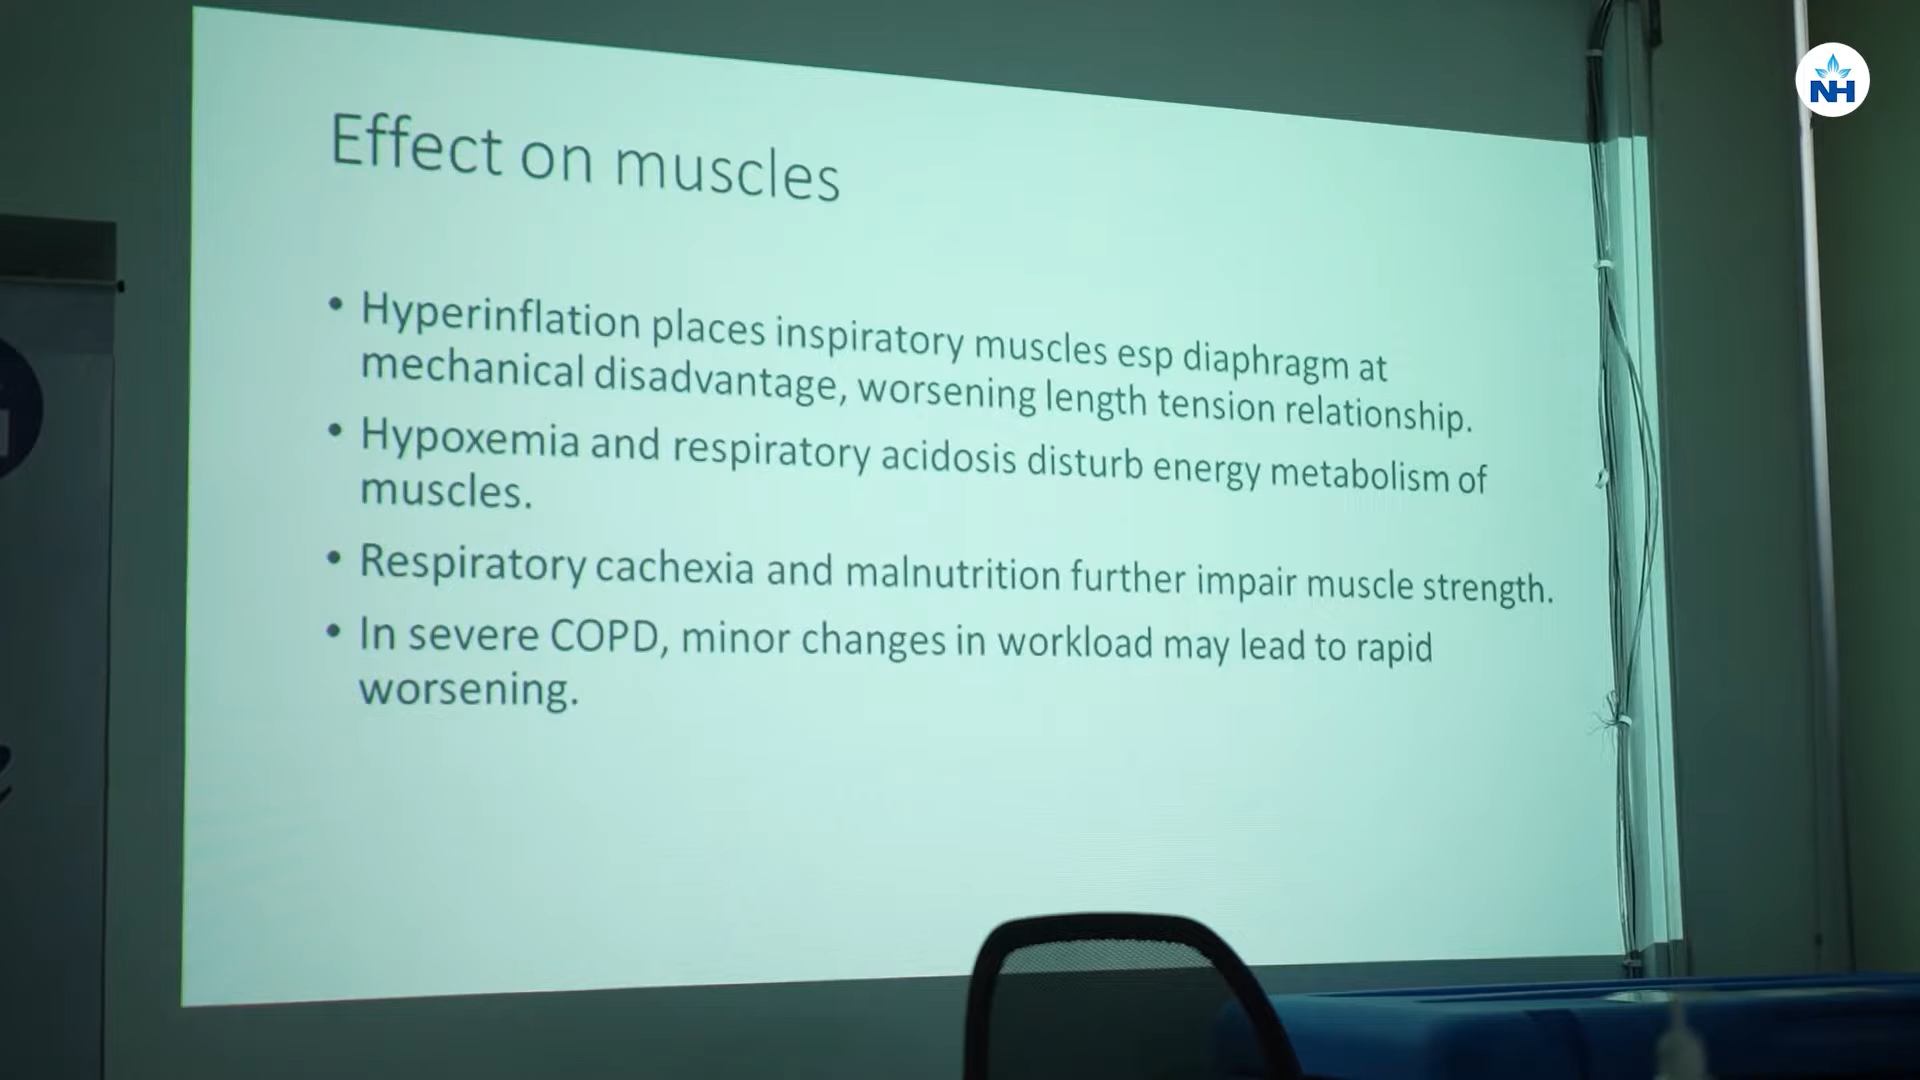 NH
Effect on muscles
• Hyperinflation places inspiratory muscles esp diaphragm at
mechanical disadvantage, worsening length tension relationship.
• Hypoxemia and respiratory acidosis disturb energy metabolism of
muscles.
• Respiratory cachexia and malnutrition further impair muscle strength.
• In severe COPD, minor changes in workload may lead to rapid
worsening.